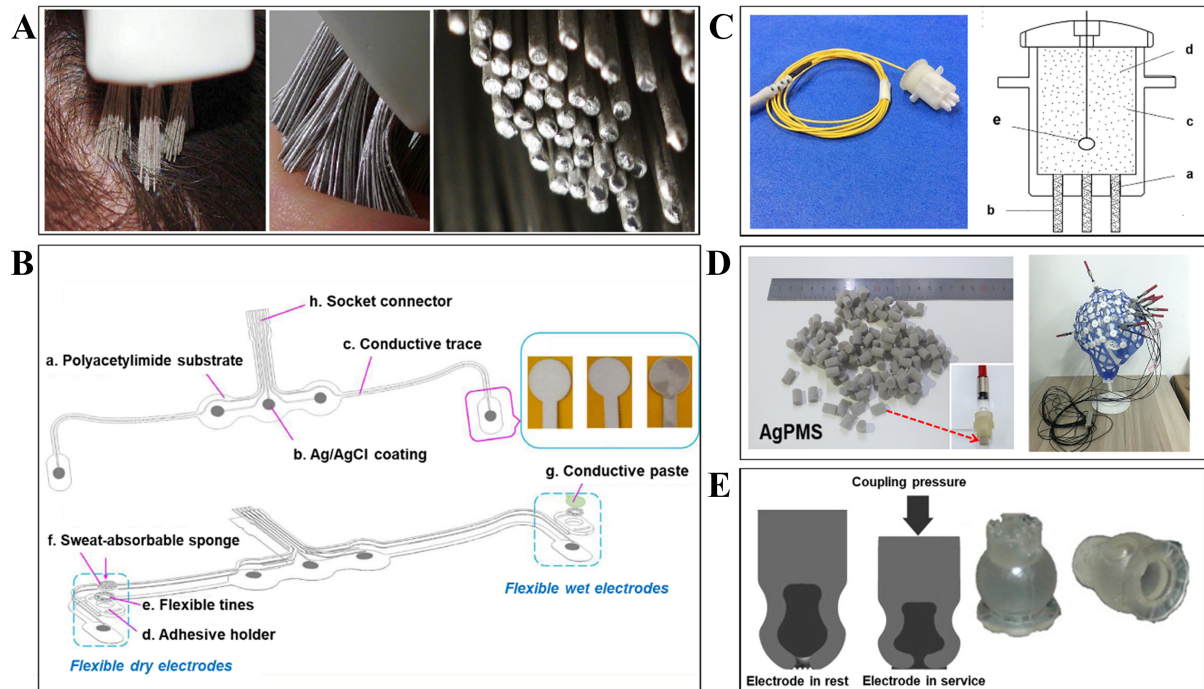 A
B
h. Socket connector
a. Polyacetylimide substrate
c. Conductive trace
b. Ag/AgCl coating
g. Conductive paste
f. Sweat-absorbable sponge
Flexible wet electrodes
e. Flexible tines
d. Adhesive holder
Flexible dry electrodes
C
d
c
e
a
b
D
AgPMS
E
Coupling pressure
Electrode in rest
Electrode in service